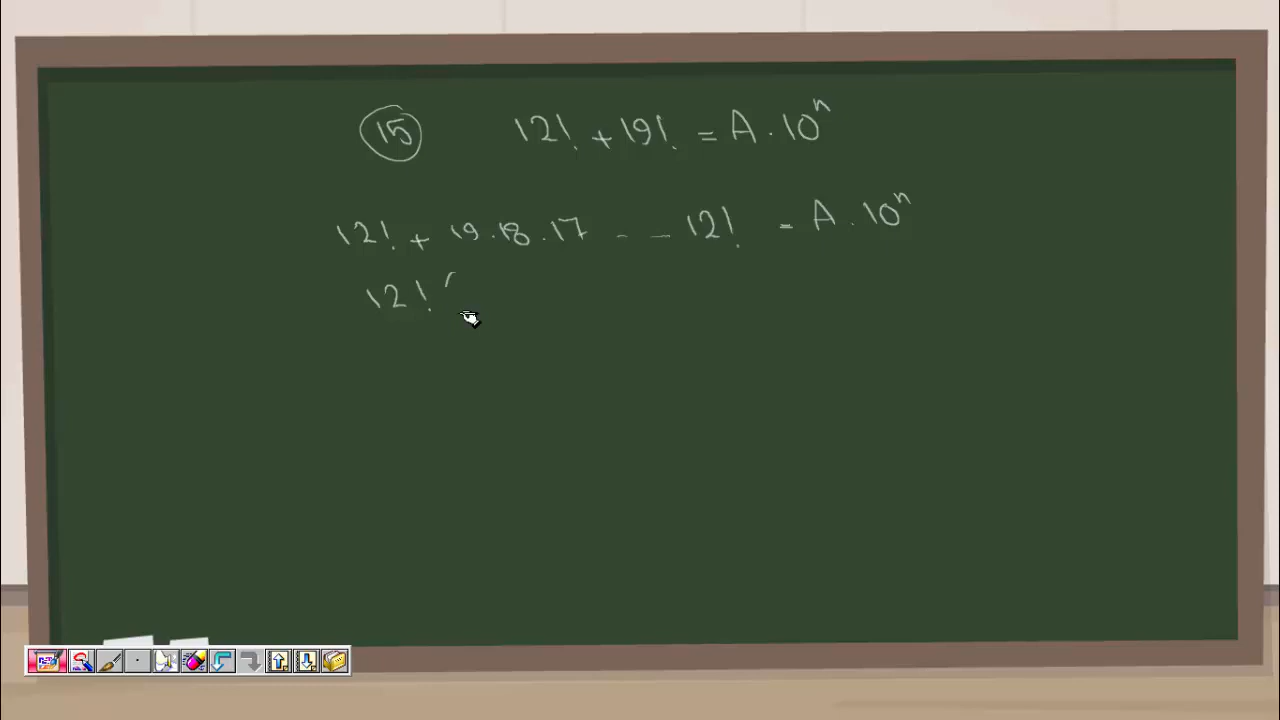 15 12! + 19! = A · 10ⁿ
12! + 19 · 18 · 17 - - 12! = A · 10ⁿ
12! (